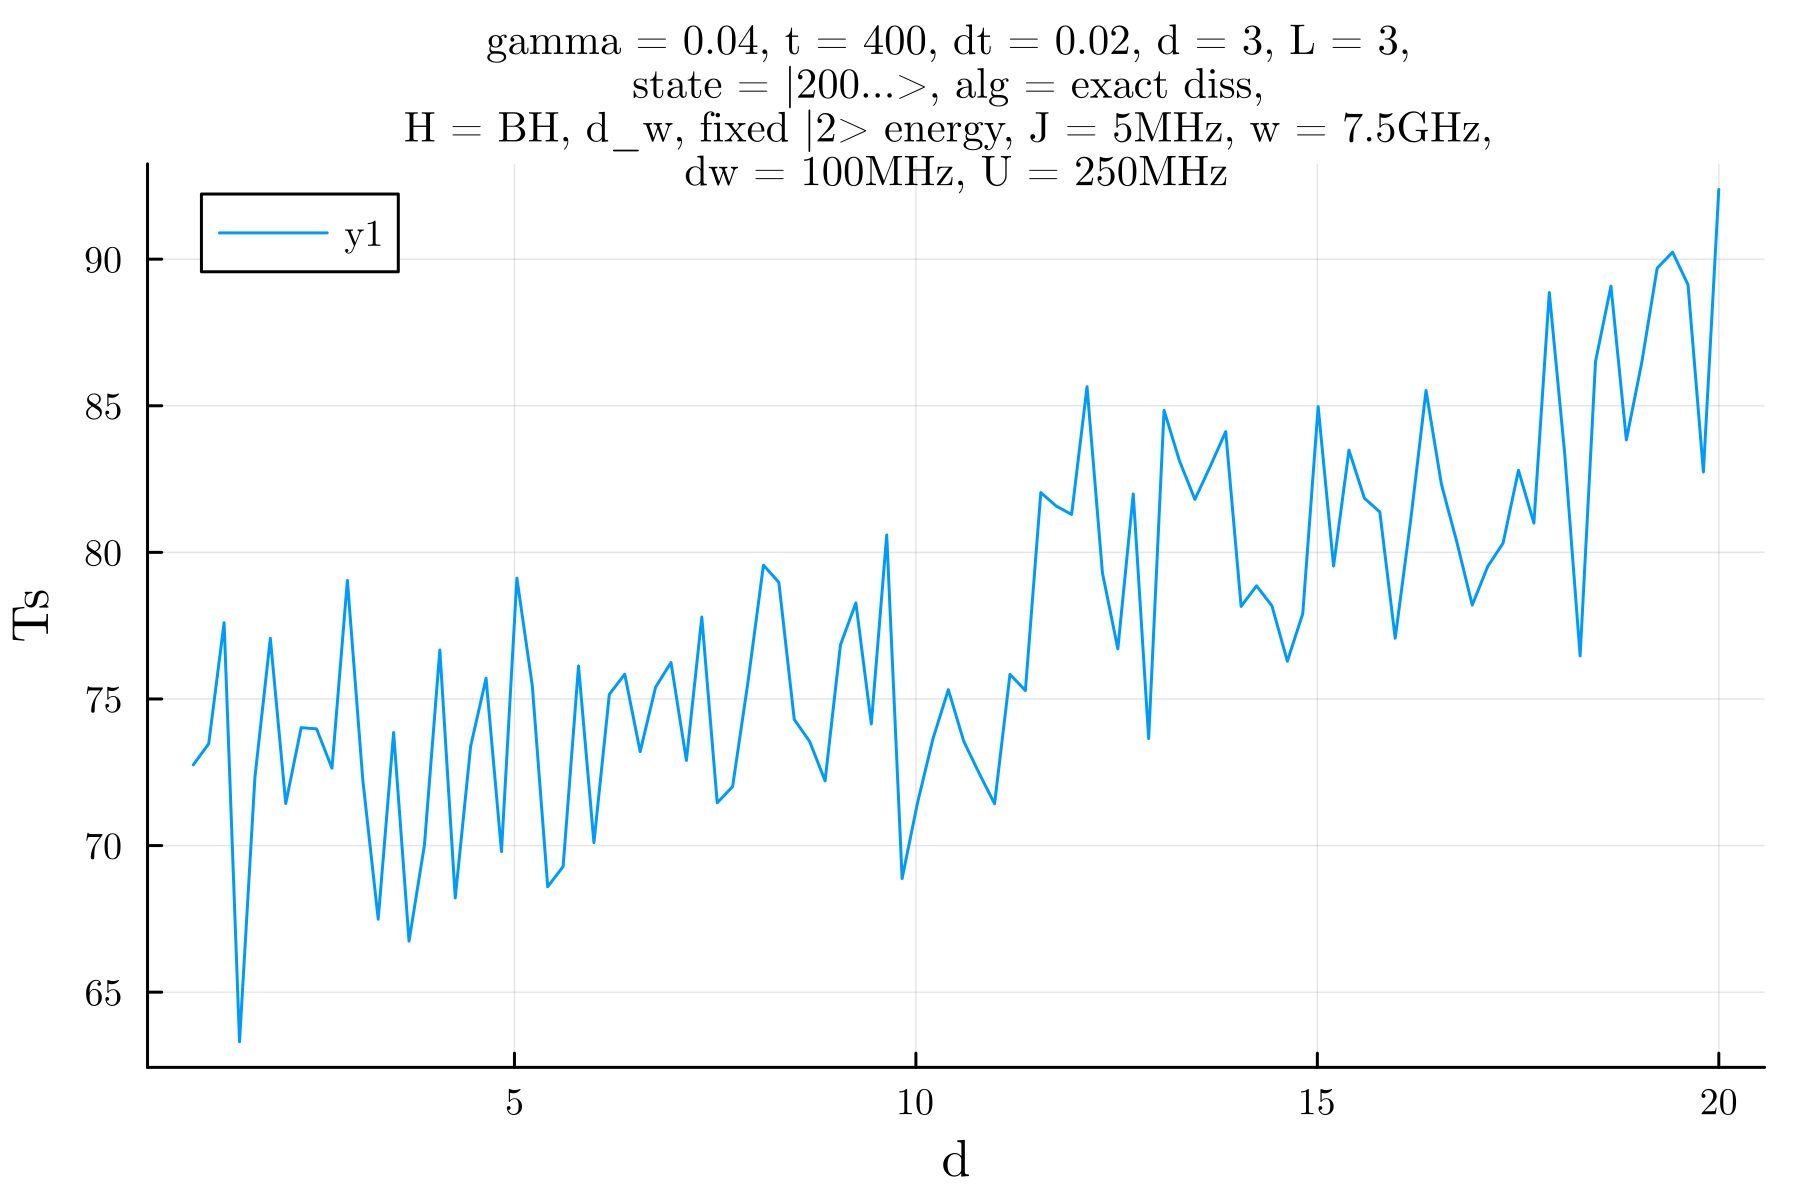 gamma = 0.04, t = 400, dt = 0.02, d = 3, L = 3,
state = |200...>, alg = exact diss,
H = BH, d_w, fixed |2> energy, J = 5MHz, w = 7.5GHz,
dw = 100MHz, U = 250MHz
y1
90
85
80
75
70
65
Ts
5
10
15
20
d